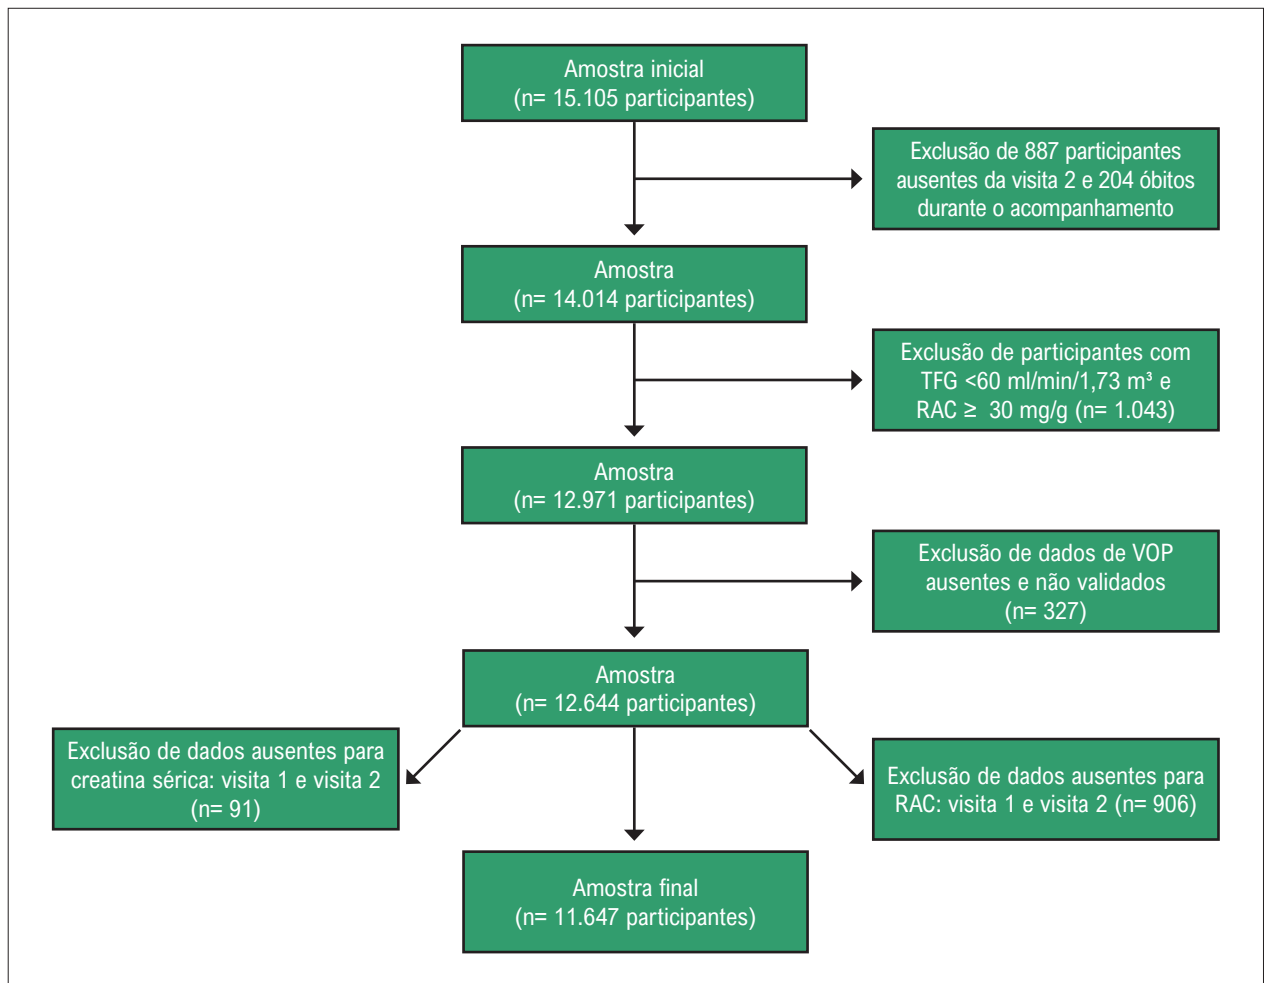 Amostra inicial
(n= 15.105 participantes)
Exclusão de 887 participantes
ausentes da visita 2 e 204 óbitos
durante o acompanhamento
Amostra
(n= 14.014 participantes)
Exclusão de participantes com
TFG <60 ml/min/1,73 m³ e
RAC ≥ 30 mg/g (n= 1.043)
Amostra
(n= 12.971 participantes)
Exclusão de dados de VOP
ausentes e não validados
(n= 327)
Amostra
(n= 12.644 participantes)
Exclusão de dados ausentes para
creatina sérica: visita 1 e visita 2
(n= 91)
Exclusão de dados ausentes para
RAC: visita 1 e visita 2 (n= 906)
Amostra final
(n= 11.647 participantes)